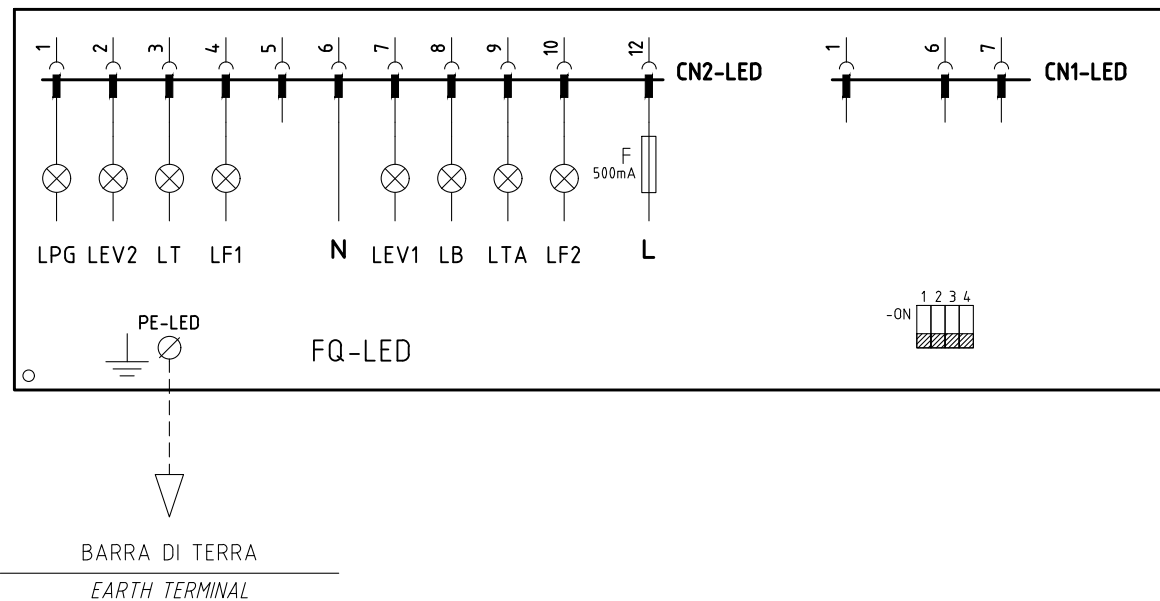 1 2 3 4 5 6 7 8 9 10 12 CN2-LED 1 6 7 CN1-LED
F
500mA
LPG LEV2 LT LF1 N LEV1 LB LTA LF2 L
1 2 3 4
-ON
PE-LED
FQ-LED
BARRA DI TERRA
EARTH TERMINAL